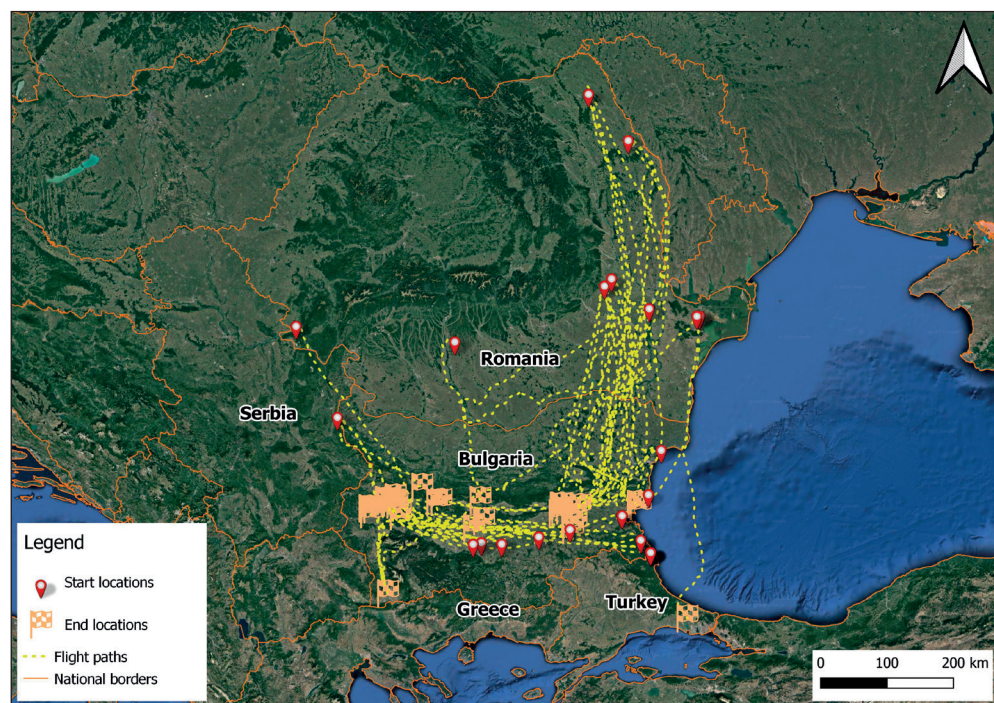 Romania
Serbia
Bulgaria
Greece
Turkey
Legend
Start locations
End locations
Flight paths
National borders
0 100 200 km